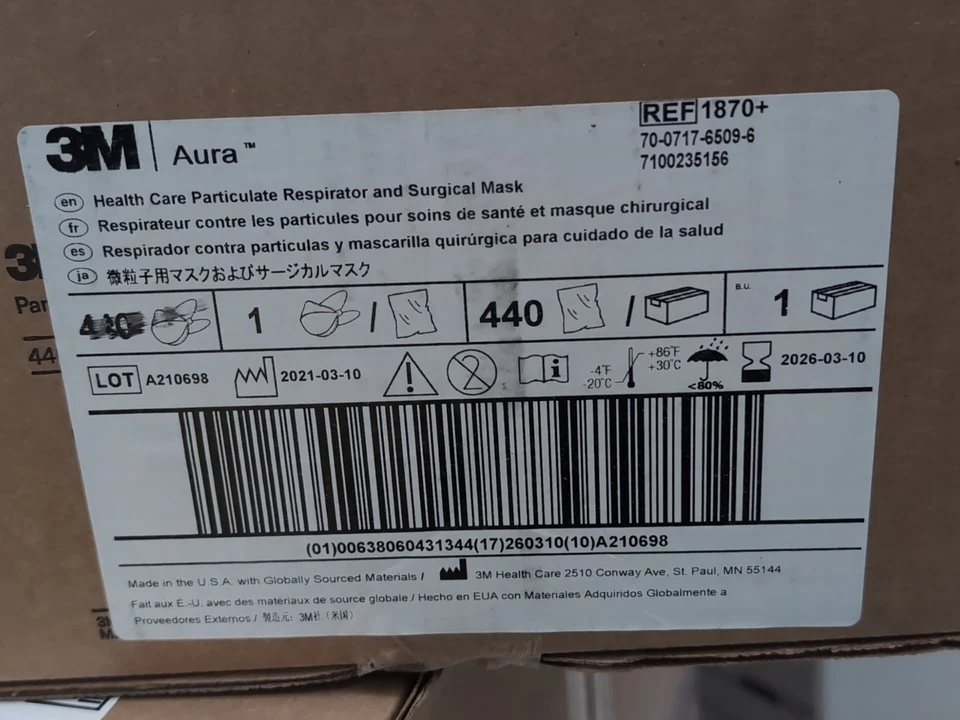 3M Aura™
REF 1870+
70-0717-6509-6
7100235156
en Health Care Particulate Respirator and Surgical Mask
fr Respirateur contre les particules pour soins de santé et masque chirurgical
es Respirador contra particulas y mascarilla quirúrgica para cuidado de la salud
ja 微粒子用マスクおよびサージカルマスク
3M
Par
44
440 1 / 440 / B.U. 1
LOT A210698 2021-03-10 2 i -4°F -20°C +86°F +30°C <80% 2026-03-10
(01)00638060431344(17)260310(10)A210698
Made in the U.S.A. with Globally Sourced Materials / 3M Health Care 2510 Conway Ave, St. Paul, MN 55144
Fait aux É.-U. avec des matériaux de source globale./ Hecho en EUA con Materiales Adquiridos Globalmente a
Proveedores Externos / 製造元: 3M社 (米国)
3M
M